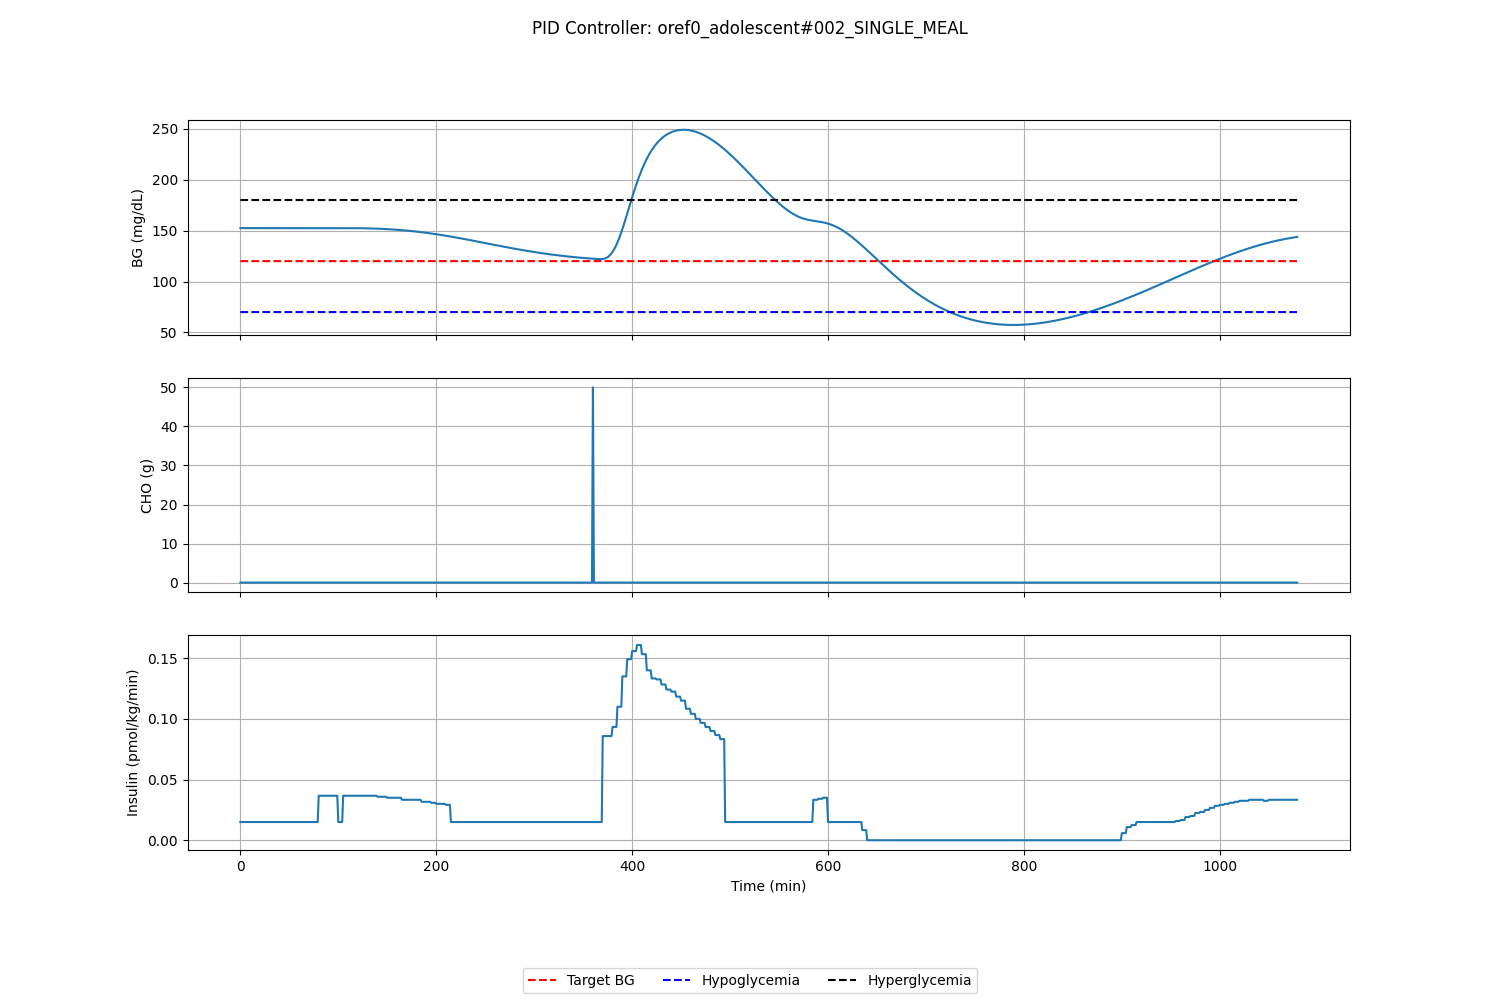 PID Controller: oref0_adolescent#002_SINGLE_MEAL
250
200
150
100
50
BG (mg/dL)
50
40
30
20
10
0
CHO (g)
0.15
0.10
0.05
0.00
Insulin (pmol/kg/min)
0 200 400 600 800 1000
Time (min)
Target BG Hypoglycemia Hyperglycemia